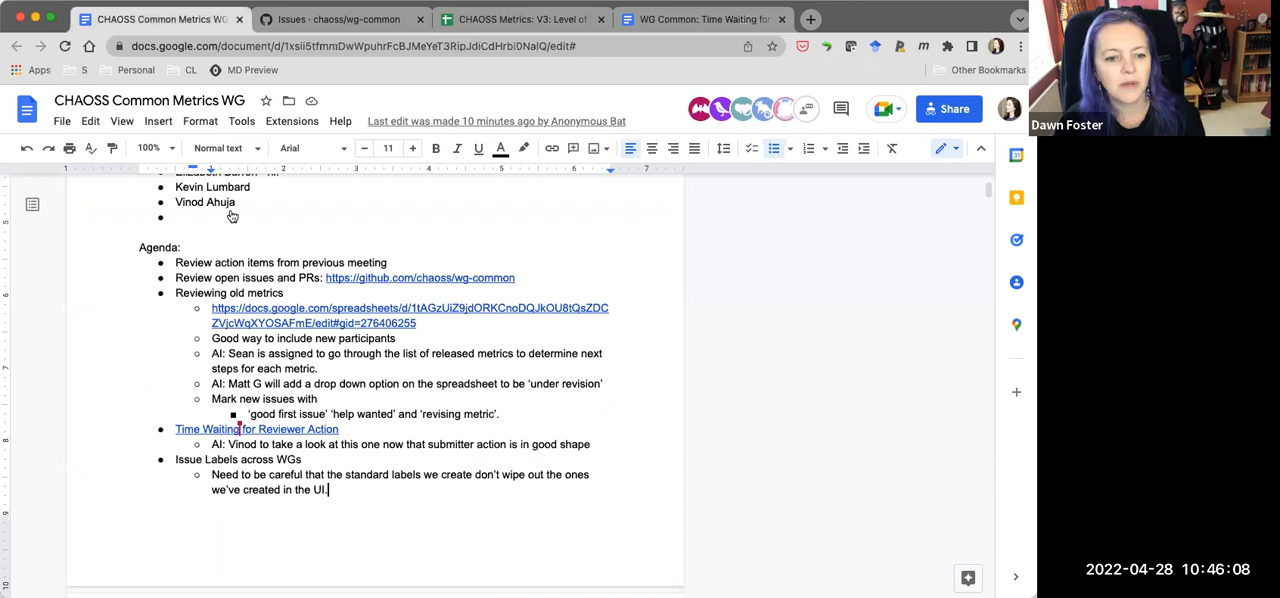 CHAOSS Common Metrics WG
Issues · chaoss/wg-common
CHAOSS Metrics: V3: Level of
WG Common: Time Waiting for
docs.google.com/document/d/1xsii5tfmmDwWpuhrFcBJMeYeT3RipJdiCdHrbi0NaIQ/edit#
Apps
S
Personal
CL
MD Preview
Other Bookmarks
Dawn Foster
CHAOSS Common Metrics WG
File Edit View Insert Format Tools Extensions Help
Last edit was made 10 minutes ago by Anonymous Bat
Share
100%
Normal text
Arial
11
Kevin Lumbard
Vinod Ahuja
Agenda:
Review action items from previous meeting
Review open issues and PRs: https://github.com/chaoss/wg-common
Reviewing old metrics
https://docs.google.com/spreadsheets/d/1tAGzUiZ9jdORKCnoDQJkOU8tQsZDC
ZVjcWqXYOSAFmE/edit#gid=276406255
Good way to include new participants
AI: Sean is assigned to go through the list of released metrics to determine next
steps for each metric.
AI: Matt G will add a drop down option on the spreadsheet to be 'under revision'
Mark new issues with
'good first issue' 'help wanted' and 'revising metric'.
Time Waiting for Reviewer Action
AI: Vinod to take a look at this one now that submitter action is in good shape
Issue Labels across WGs
Need to be careful that the standard labels we create don't wipe out the ones
we've created in the UI.
2022-04-28 10:46:08